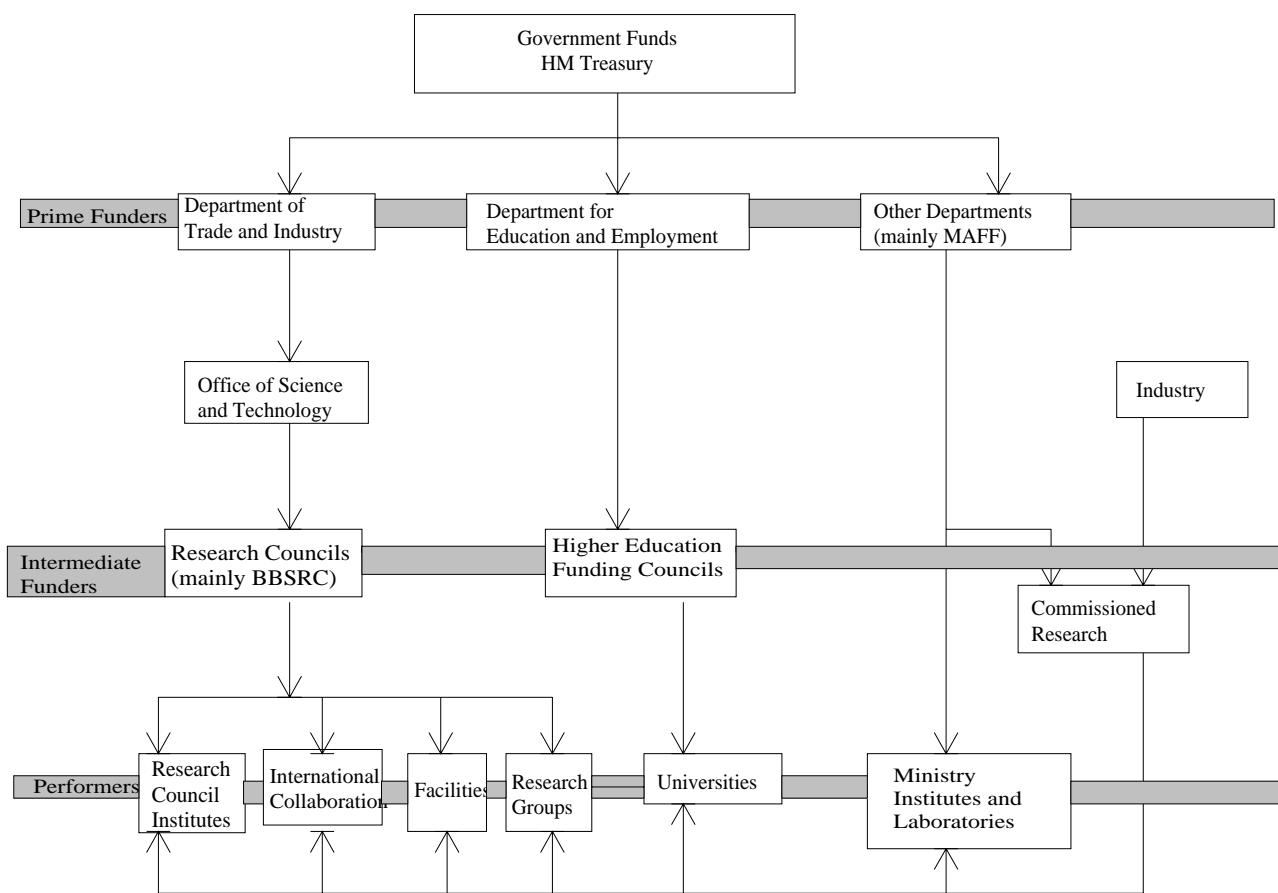 Government Funds
HM Treasury
Prime Funders
Department of
Trade and Industry
Department for
Education and Employment
Other Departments
(mainly MAFF)
Office of Science
and Technology
Industry
Intermediate
Funders
Research Councils
(mainly BBSRC)
Higher Education
Funding Councils
Commissioned
Research
Performers
Research
Council
Institutes
International
Collaboration
Facilities
Research
Groups
Universities
Ministry
Institutes and
Laboratories